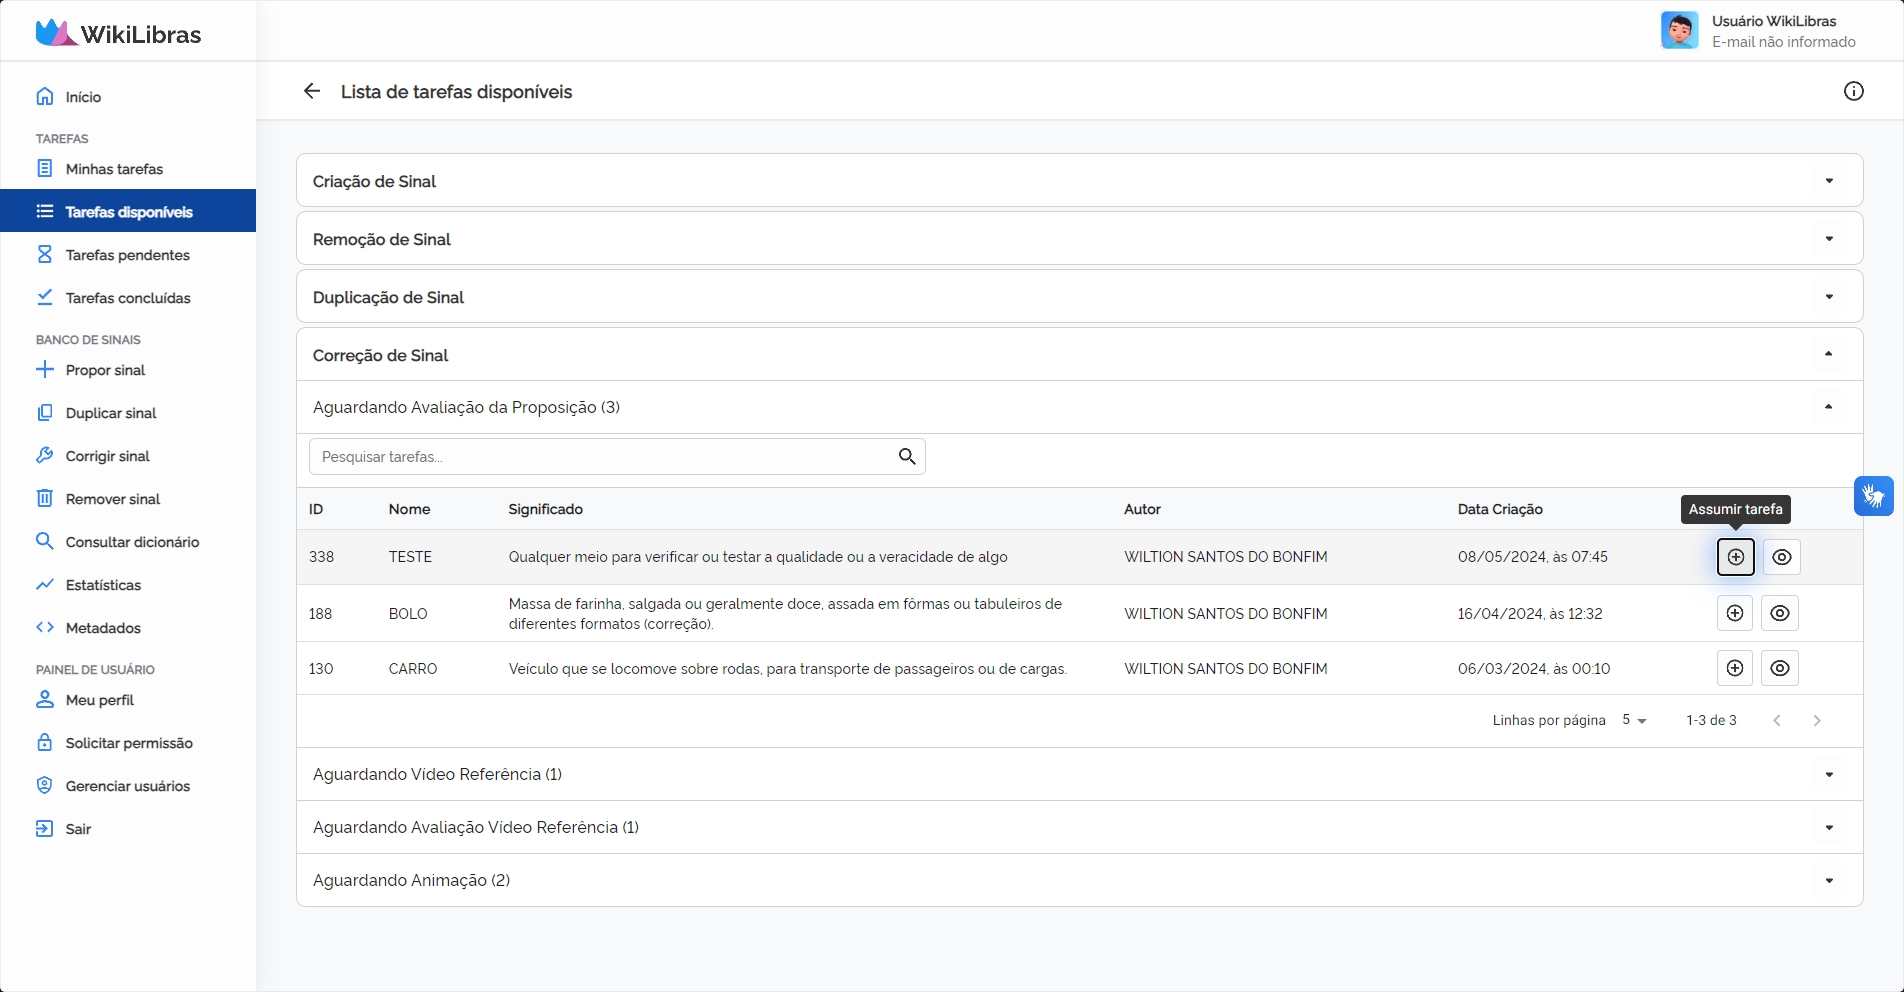 WikiLibras
Usuário WikiLibras
E-mail não informado
Início
TAREFAS
Minhas tarefas
Tarefas disponíveis
Tarefas pendentes
Tarefas concluídas
BANCO DE SINAIS
Propor sinal
Duplicar sinal
Corrigir sinal
Remover sinal
Consultar dicionário
Estatísticas
Metadados
PAINEL DE USUÁRIO
Meu perfil
Solicitar permissão
Gerenciar usuários
Sair
Lista de tarefas disponíveis
Criação de Sinal
Remoção de Sinal
Duplicação de Sinal
Correção de Sinal
Aguardando Avaliação da Proposição (3)
Pesquisar tarefas...
ID Nome Significado Autor Data Criação
Assumir tarefa
338 TESTE Qualquer meio para verificar ou testar a qualidade ou a veracidade de algo WILTION SANTOS DO BONFIM 08/05/2024, às 07:45
188 BOLO Massa de farinha, salgada ou geralmente doce, assada em fôrmas ou tabuleiros de
diferentes formatos (correção). WILTION SANTOS DO BONFIM 16/04/2024, às 12:32
130 CARRO Veículo que se locomove sobre rodas, para transporte de passageiros ou de cargas. WILTION SANTOS DO BONFIM 06/03/2024, às 00:10
Linhas por página 5 1-3 de 3
Aguardando Vídeo Referência (1)
Aguardando Avaliação Vídeo Referência (1)
Aguardando Animação (2)